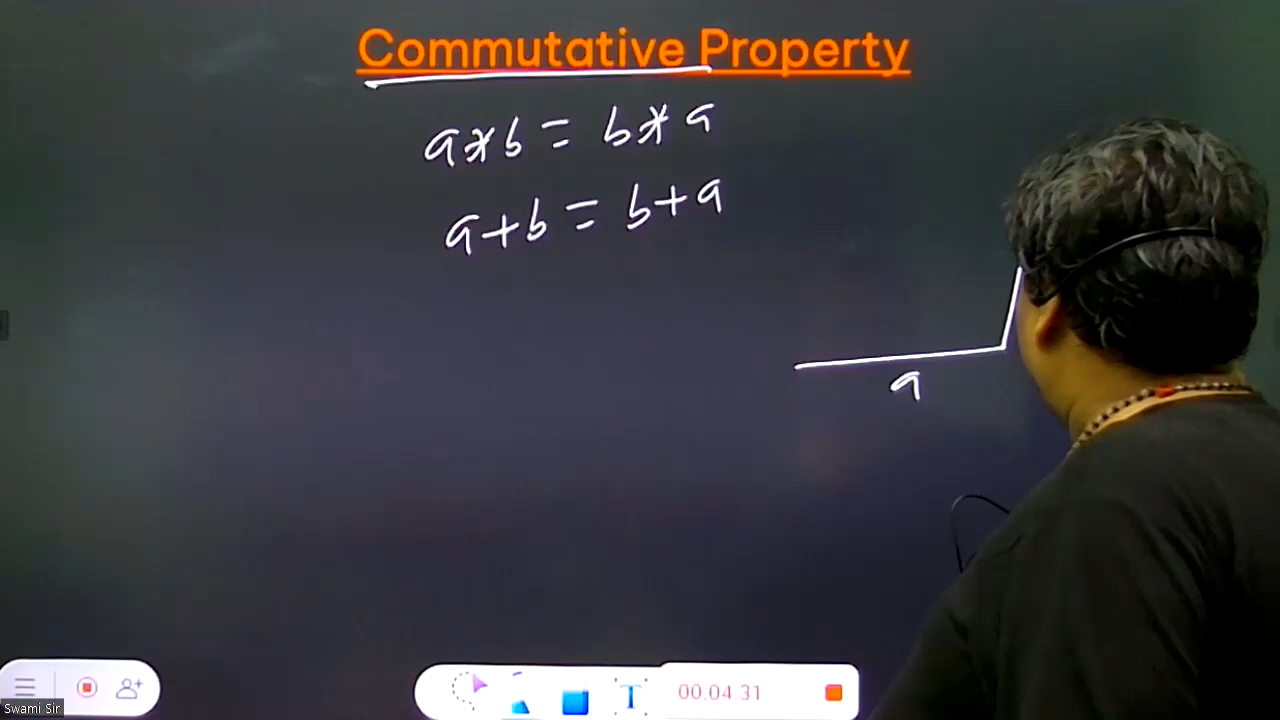 Commutative Property
a * b = b * a
a + b = b + a
a
T
00.04.31
Swami Sir